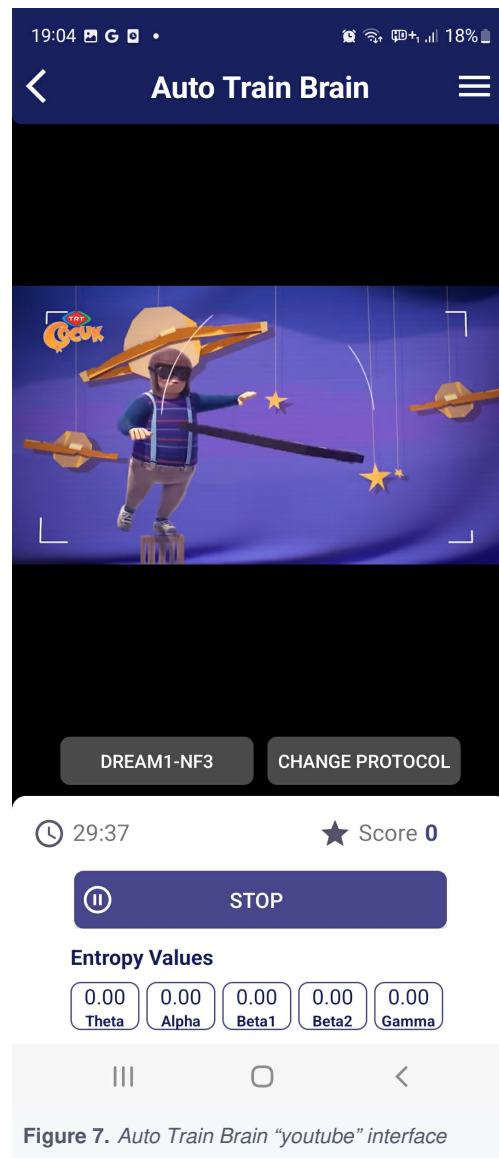 19:04 G 18%
Auto Train Brain
TRT
Çocuk
DREAM1-NF3 CHANGE PROTOCOL
29:37 Score 0
STOP
Entropy Values
0.00 0.00 0.00 0.00 0.00
Theta Alpha Beta1 Beta2 Gamma
Figure 7. Auto Train Brain “youtube” interface